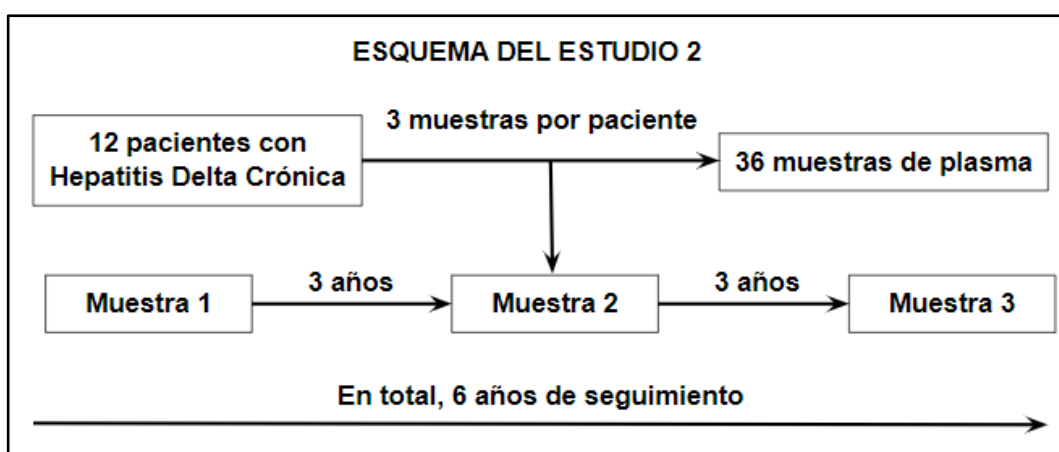 ESQUEMA DEL ESTUDIO 2
3 muestras por paciente
12 pacientes con
Hepatitis Delta Crónica
36 muestras de plasma
Muestra 1
3 años
Muestra 2
3 años
Muestra 3
En total, 6 años de seguimiento